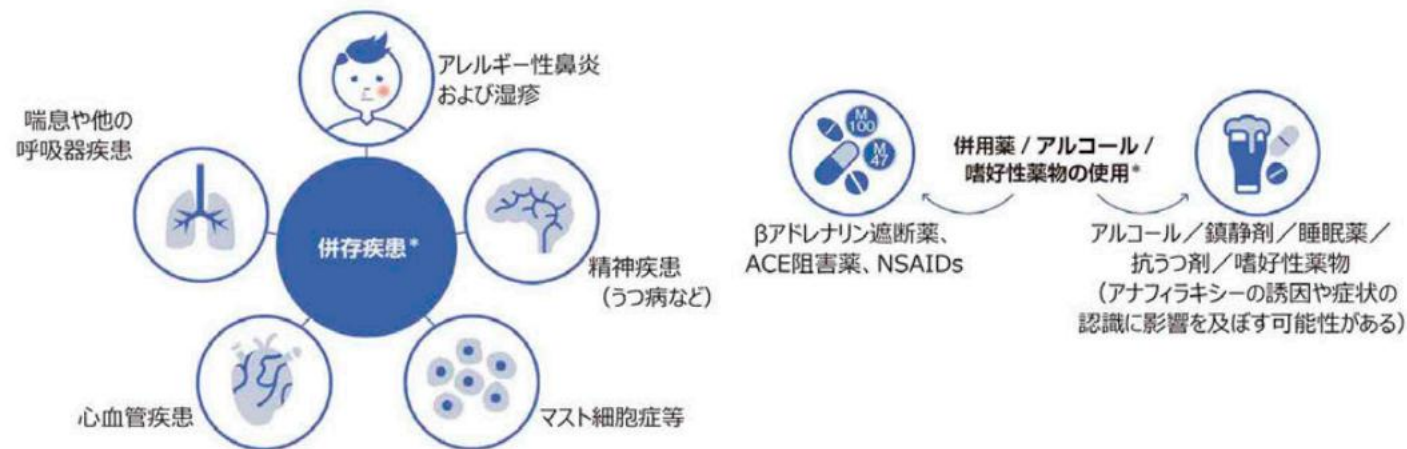 アレルギー性鼻炎
および湿疹
喘息や他の
呼吸器疾患
併存疾患*
精神疾患
（うつ病など）
心血管疾患
マスト細胞症等
M
100
M
47
併用薬 / アルコール /
嗜好性薬物の使用*
βアドレナリン遮断薬、
ACE阻害薬、NSAIDs
アルコール／鎮静剤／睡眠薬／
抗うつ剤／嗜好性薬物
（アナフィラキシーの誘因や症状の
認識に影響を及ぼす可能性がある）